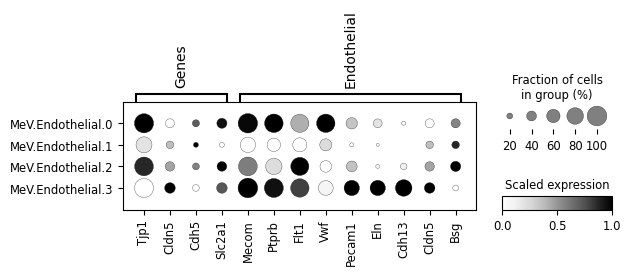 Genes
Endothelial
MeV.Endothelial.0
MeV.Endothelial.1
MeV.Endothelial.2
MeV.Endothelial.3
Tjp1
Cldn5
Cdh5
Slc2a1
Mecom
Ptprb
Flt1
Vwf
Pecam1
Eln
Cdh13
Cldn5
Bsg
Fraction of cells
in group (%)
20 40 60 80 100
Scaled expression
0.0 0.5 1.0